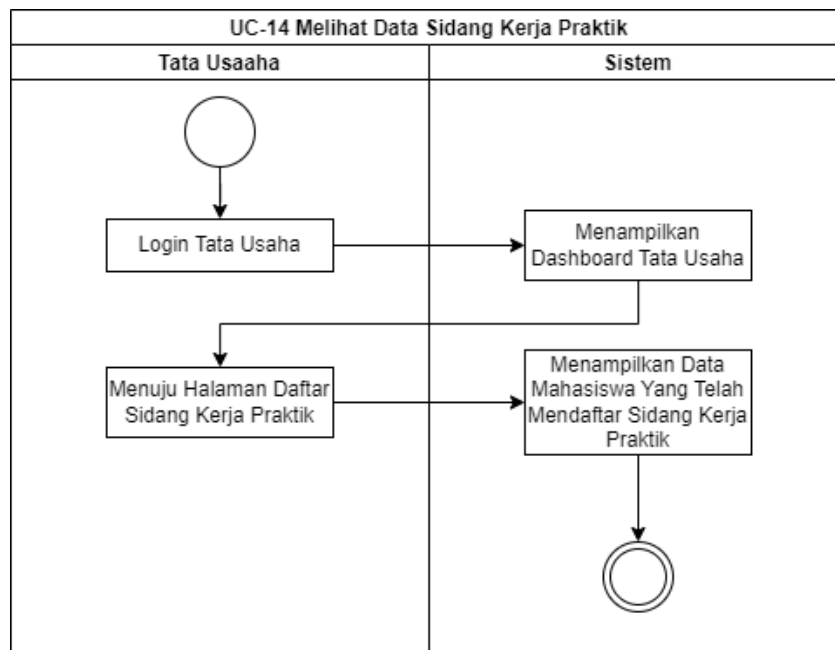 UC-14 Melihat Data Sidang Kerja Praktik
Tata Usaaha
Sistem
Login Tata Usaha
Menampilkan
Dashboard Tata Usaha
Menuju Halaman Daftar
Sidang Kerja Praktik
Menampilkan Data
Mahasiswa Yang Telah
Mendaftar Sidang Kerja
Praktik